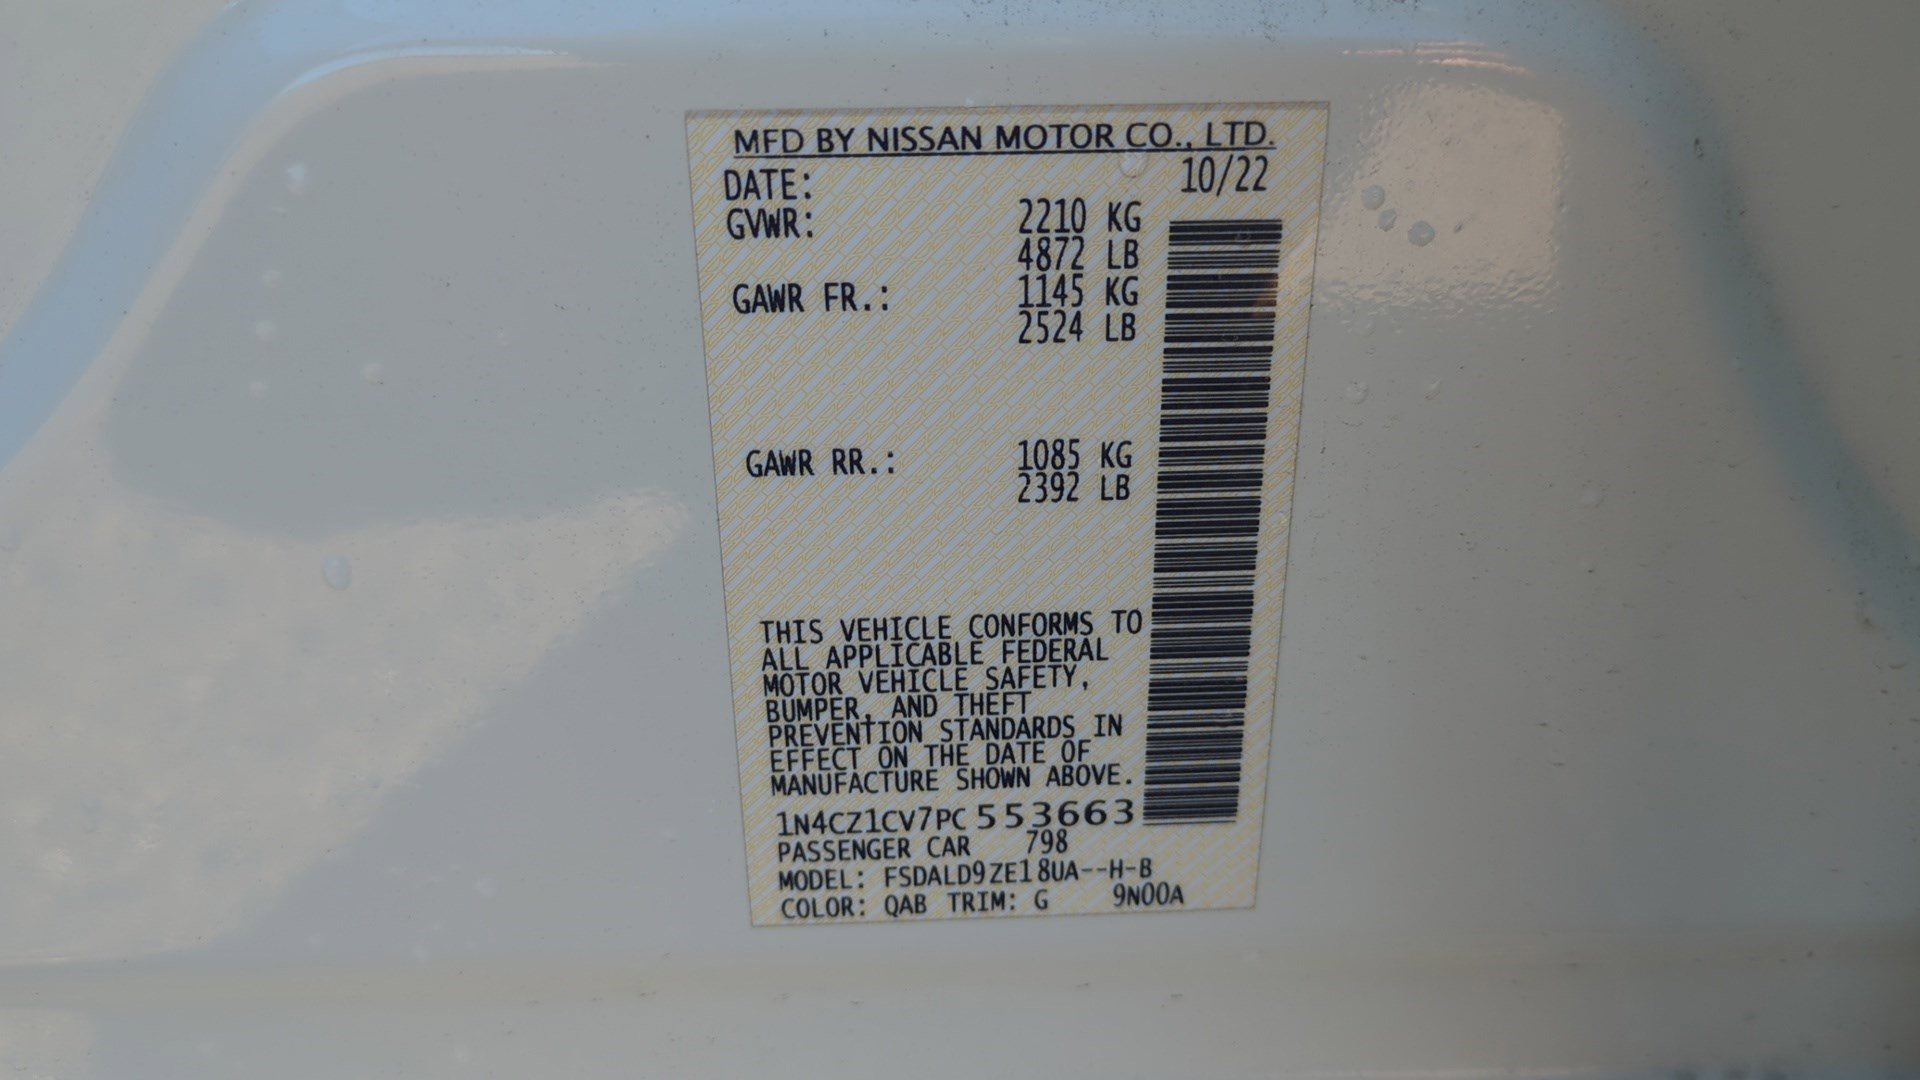 MFD BY NISSAN MOTOR CO., LTD.
DATE: 10/22
GVWR: 2210 KG
4872 LB
GAWR FR.: 1145 KG
2524 LB
GAWR RR.: 1085 KG
2392 LB
THIS VEHICLE CONFORMS TO
ALL APPLICABLE FEDERAL
MOTOR VEHICLE SAFETY,
BUMPER, AND THEFT
PREVENTION STANDARDS IN
EFFECT ON THE DATE OF
MANUFACTURE SHOWN ABOVE.
1N4CZ1CV7PC553663
PASSENGER CAR 798
MODEL: FSDALD9ZE18UA--H-B
COLOR: QAB TRIM: G 9N00A